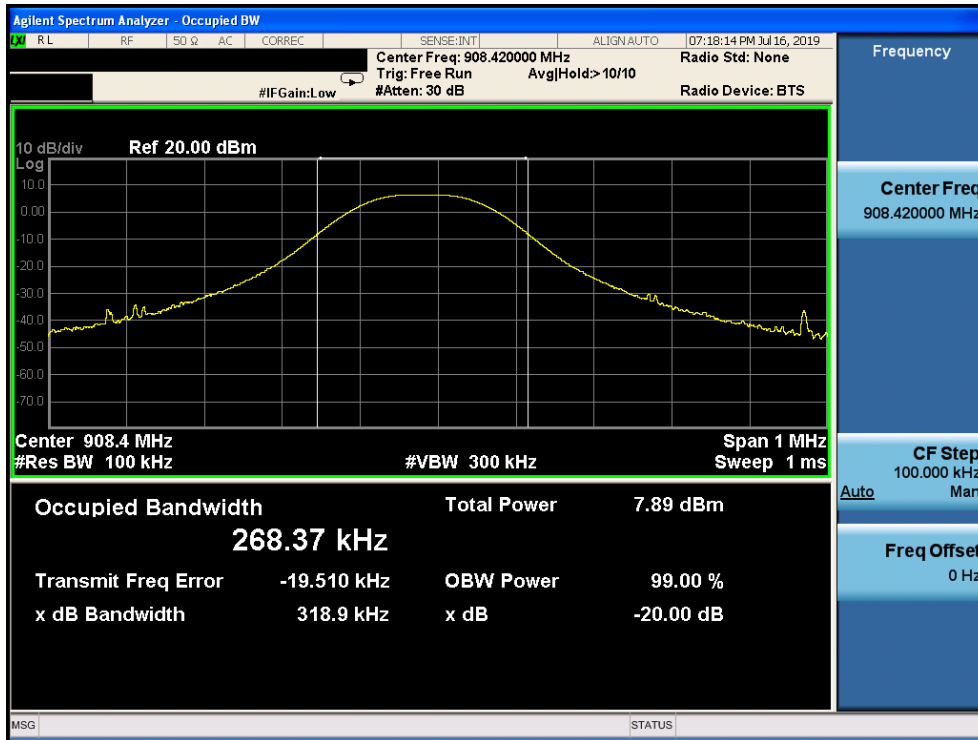 Agilent Spectrum Analyzer - Occupied BW
LXI RL RF 50 Ω AC CORREC SENSE:INT ALIGN AUTO 07:18:14 PM Jul 16, 2019
Center Freq: 908.420000 MHz Radio Std: None
Trig: Free Run Avg|Hold:> 10/10
#IFGain:Low #Atten: 30 dB Radio Device: BTS
Frequency
10 dB/div Ref 20.00 dBm
Log
10.0
0.00
-10.0
-20.0
-30.0
-40.0
-50.0
-60.0
-70.0
Center 908.4 MHz Span 1 MHz
#Res BW 100 kHz #VBW 300 kHz Sweep 1 ms
Center Freq
908.420000 MHz
CF Step
100.000 kHz
Auto Man
Freq Offset
0 Hz
Occupied Bandwidth Total Power 7.89 dBm
268.37 kHz
Transmit Freq Error -19.510 kHz OBW Power 99.00 %
x dB Bandwidth 318.9 kHz x dB -20.00 dB
MSG STATUS